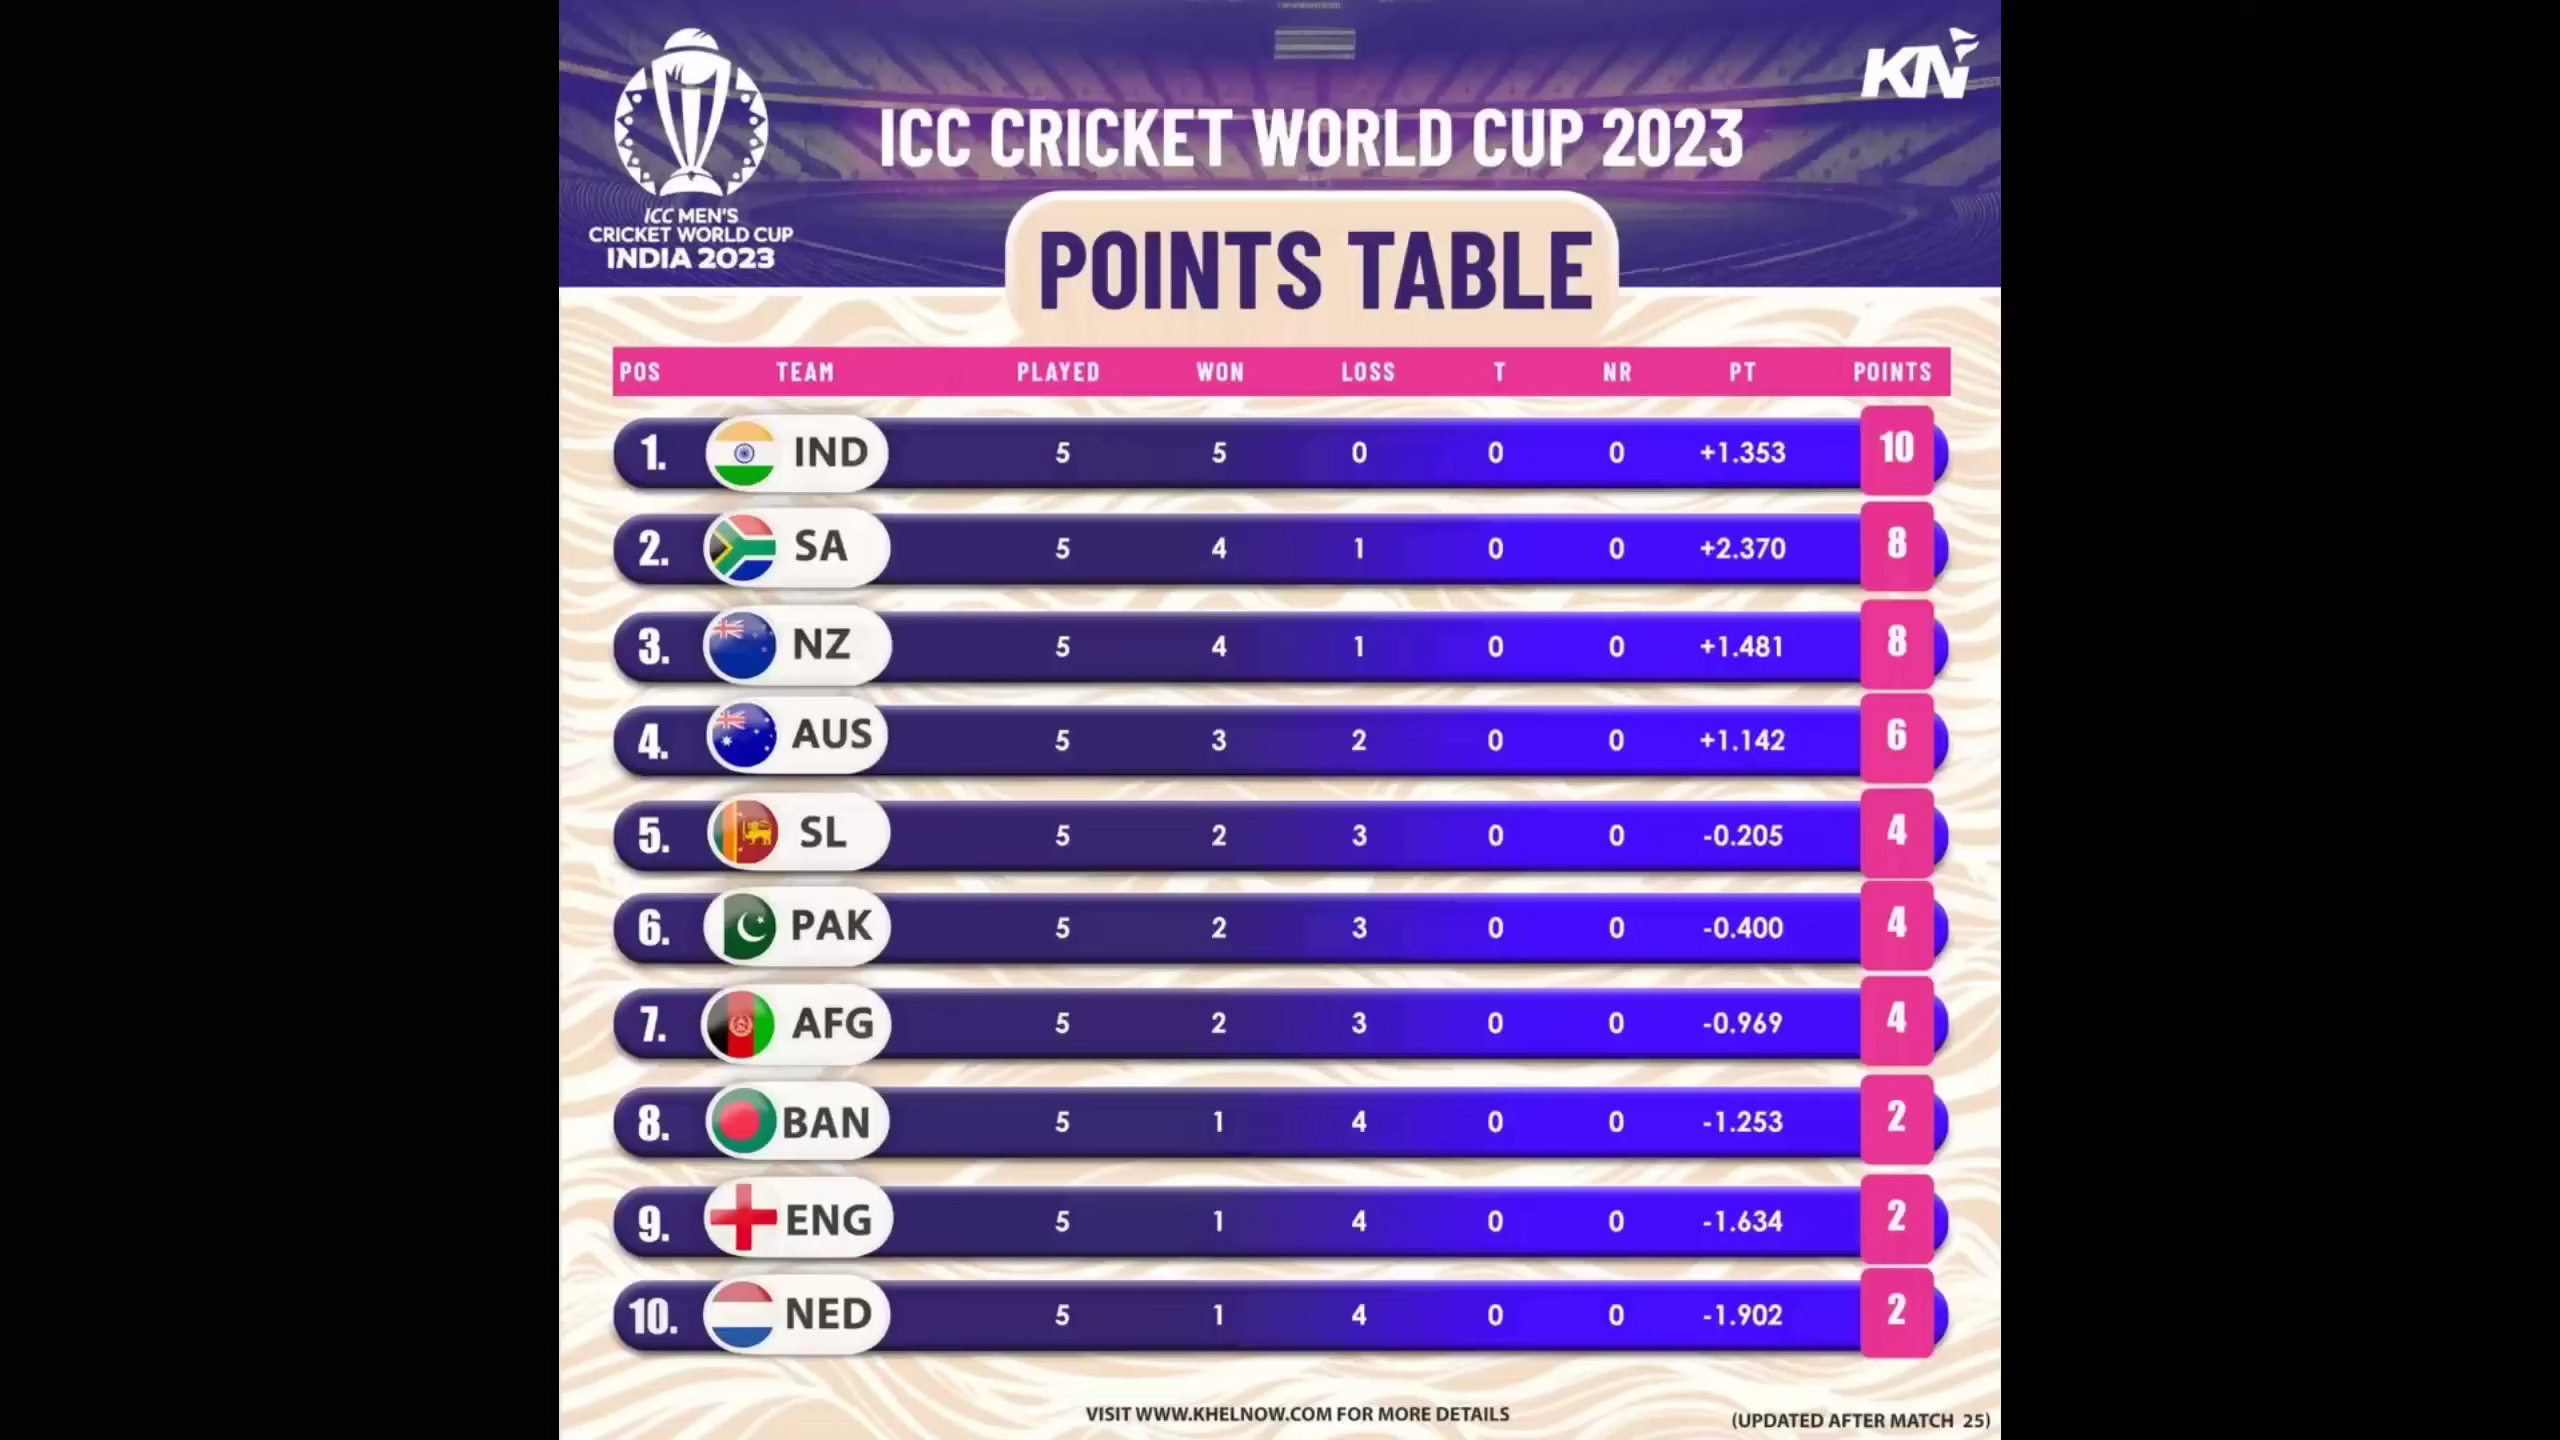 KN
ICC CRICKET WORLD CUP 2023
ICC MEN'S
CRICKET WORLD CUP
INDIA 2023
POINTS TABLE
POS TEAM PLAYED WON LOSS T NR PT POINTS
1. IND 5 5 0 0 0 +1.353 10
2. SA 5 4 1 0 0 +2.370 8
3. NZ 5 4 1 0 0 +1.481 8
4. AUS 5 3 2 0 0 +1.142 6
5. SL 5 2 3 0 0 -0.205 4
6. PAK 5 2 3 0 0 -0.400 4
7. AFG 5 2 3 0 0 -0.969 4
8. BAN 5 1 4 0 0 -1.253 2
9. ENG 5 1 4 0 0 -1.634 2
10. NED 5 1 4 0 0 -1.902 2
VISIT WWW.KHELNOW.COM FOR MORE DETAILS
(UPDATED AFTER MATCH 25)